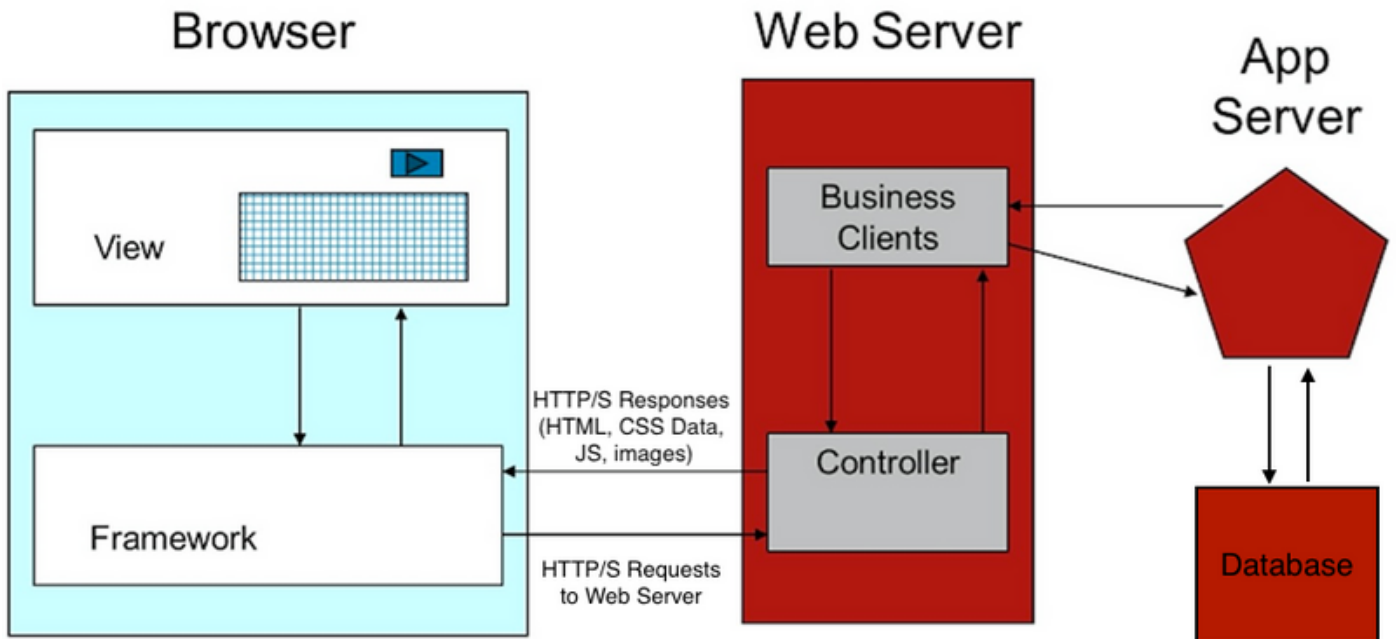 Browser
Web Server
App
Server
View
Business
Clients
HTTP/S Responses
(HTML, CSS Data,
JS, images)
Controller
Framework
HTTP/S Requests
to Web Server
Database